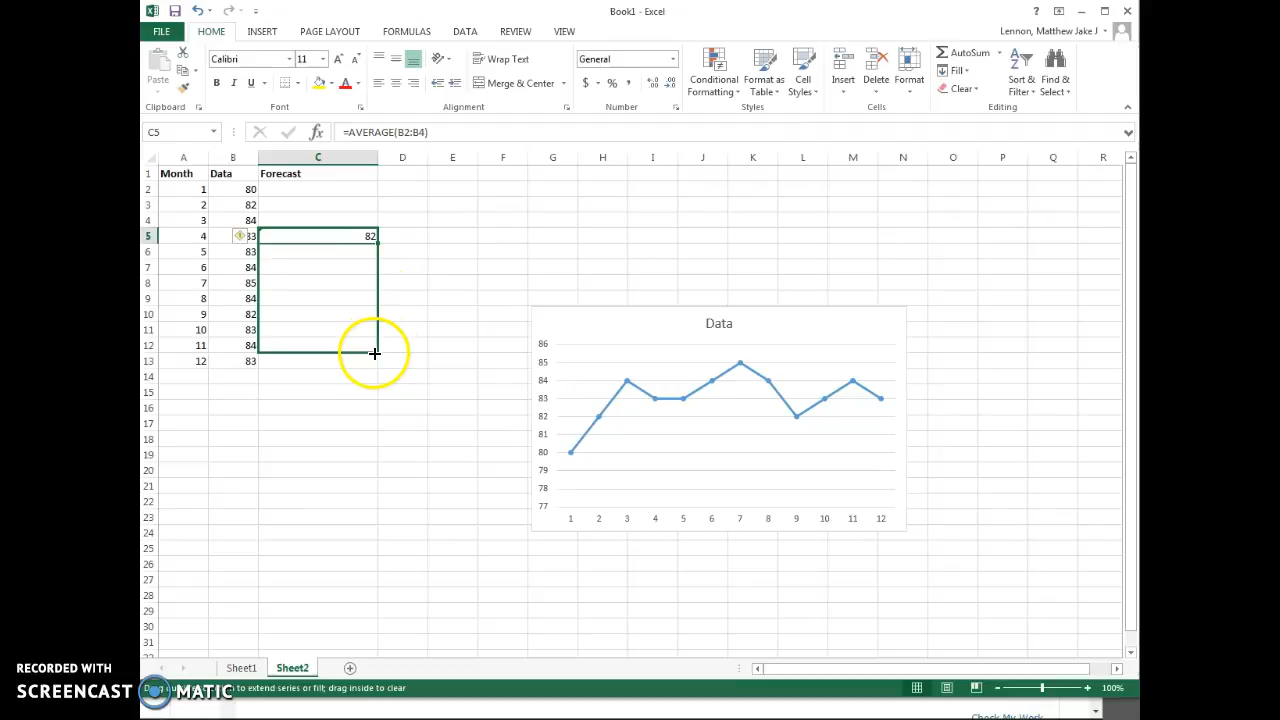 Book1 - Excel
FILE HOME INSERT PAGE LAYOUT FORMULAS DATA REVIEW VIEW
Lennon, Matthew Jake J
Paste
Calibri 11
B I U
Wrap Text
Merge & Center
General
$ % ,
Conditional Formatting
Format as Table
Cell Styles
Insert Delete Format
AutoSum
Fill
Clear
Sort & Filter
Find & Select
Clipboard Font Alignment Number Styles Cells Editing
C5 fx =AVERAGE(B2:B4)
A B C D E F G H I J K L M N O P Q R
1 Month Data Forecast
2 1 80
3 2 82
4 3 84
5 4 33 82
6 5 83
7 6 84
8 7 85
9 8 84
10 9 82
11 10 83
12 11 84
13 12 83
14
15
16
17
18
19
20
21
22
23
24
25
26
27
28
29
30
31
Data
86
85
84
83
82
81
80
79
78
77
1 2 3 4 5 6 7 8 9 10 11 12
Sheet1 Sheet2
to extend series or fill; drag inside to clear
100%
RECORDED WITH
SCREENCAST MATIC
Check My Work